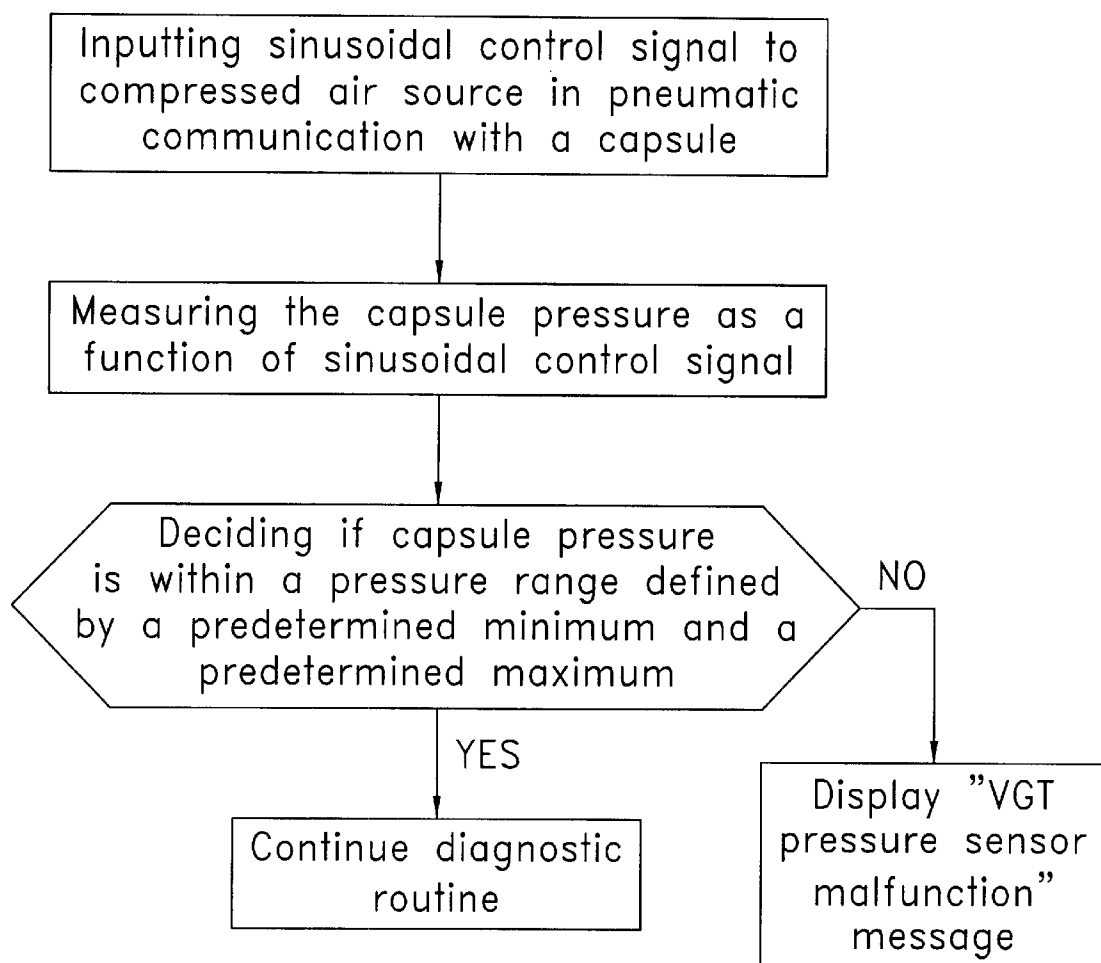 Inputting sinusoidal control signal to
compressed air source in pneumatic
communication with a capsule
Measuring the capsule pressure as a
function of sinusoidal control signal
Deciding if capsule pressure
is within a pressure range defined
by a predetermined minimum and a
predetermined maximum
NO
YES
Continue diagnostic
routine
Display ”VGT
pressure sensor
malfunction”
message